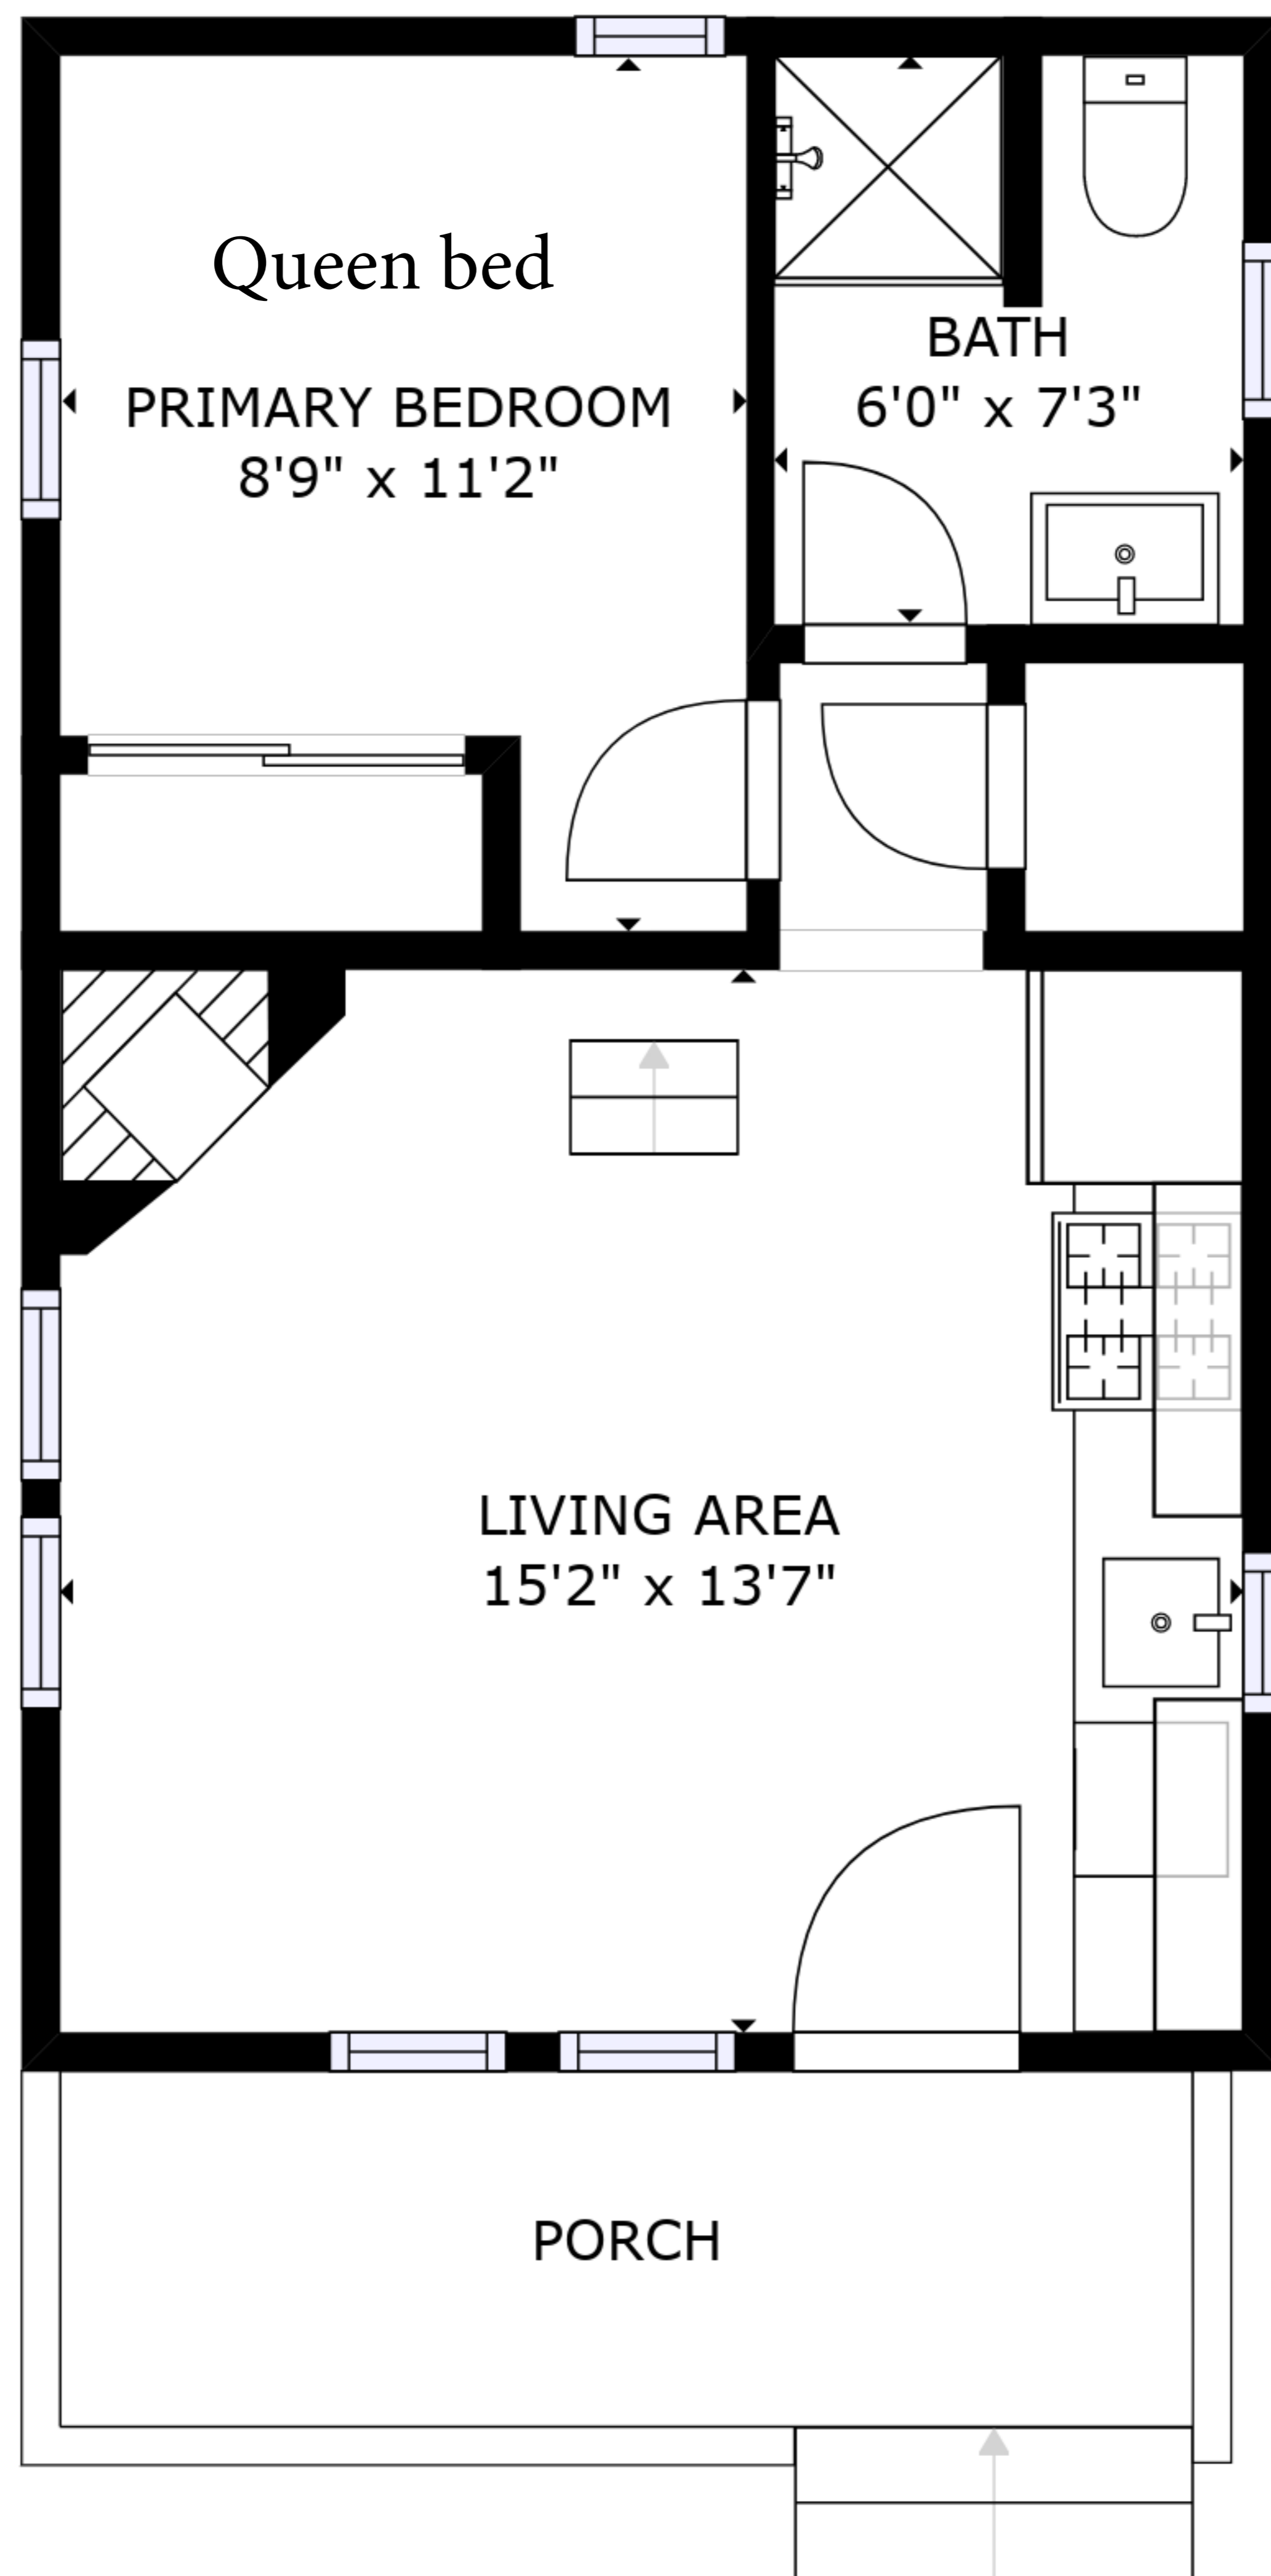 Queen bed
PRIMARY BEDROOM
8'9" x 11'2"
BATH
6'0" x 7'3"
LIVING AREA
15'2" x 13'7"
PORCH